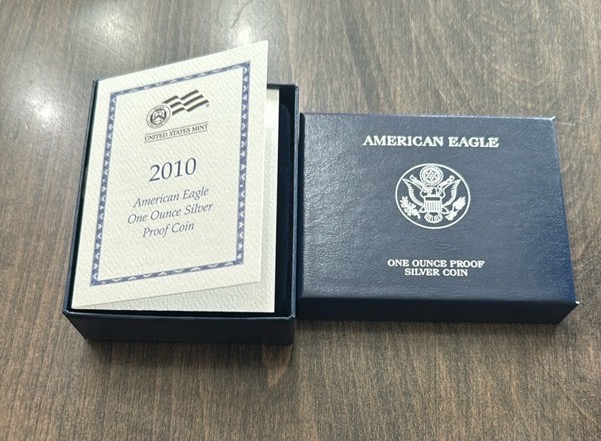 UNITED STATES MINT
2010
American Eagle
One Ounce Silver
Proof Coin
AMERICAN EAGLE
ONE OUNCE PROOF
SILVER COIN